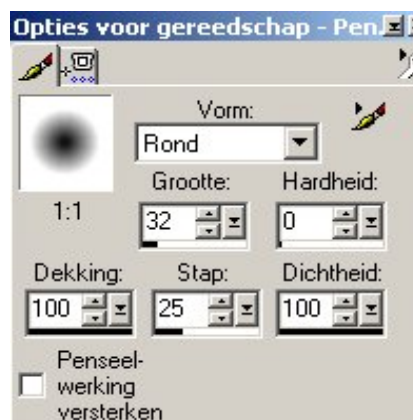 Opties voor gereedschap - Pen
Vorm:
Rond
Grootte: Hardheid:
1:1
32 0
Dekking: Stap: Dichtheid:
100 25 100
Penseel-
werking
versterken